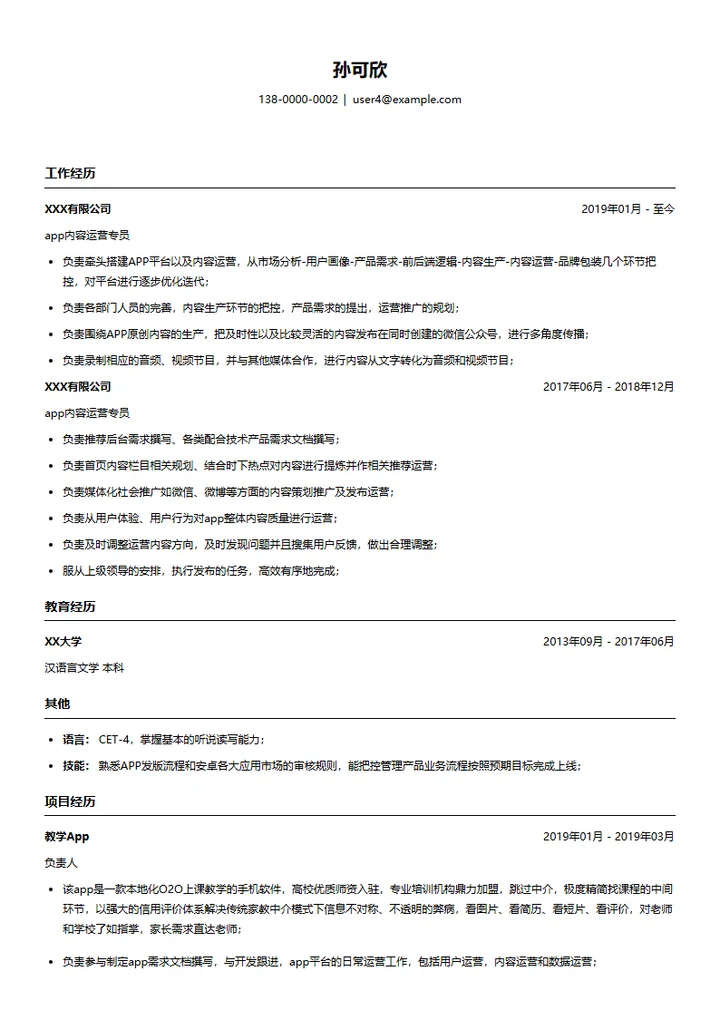 孙可欣
138-0000-0002 | user4@example.com
工作经历
XXX有限公司 2019年01月 - 至今
app内容运营专员
• 负责牵头搭建APP平台以及内容运营，从市场分析-用户画像-产品需求-前后端逻辑-内容生产-内容运营-品牌包装几个环节把
控，对平台进行逐步优化迭代；
• 负责各部门人员的完善，内容生产环节的把控，产品需求的提出，运营推广的规划；
• 负责围绕APP原创内容的生产，把及时性以及比较灵活的内容发布在同时创建的微信公众号，进行多角度传播；
• 负责录制相应的音频、视频节目，并与其他媒体合作，进行内容从文字转化为音频和视频节目；
XXX有限公司 2017年06月 - 2018年12月
app内容运营专员
• 负责推荐后台需求撰写、各类配合技术产品需求文档撰写；
• 负责首页内容栏目相关规划、结合时下热点对内容进行提炼并作相关推荐运营；
• 负责媒体化社会推广如微信、微博等方面的内容策划推广及发布运营；
• 负责从用户体验、用户行为对app整体内容质量进行运营；
• 负责及时调整运营内容方向，及时发现问题并且搜集用户反馈，做出合理调整；
• 服从上级领导的安排，执行发布的任务，高效有序地完成；
教育经历
XX大学 2013年09月 - 2017年06月
汉语言文学 本科
其他
• 语言： CET-4，掌握基本的听说读写能力；
• 技能： 熟悉APP发版流程和安卓各大应用市场的审核规则，能把控管理产品业务流程按照预期目标完成上线；
项目经历
教学App 2019年01月 - 2019年03月
负责人
• 该app是一款本地化O2O上课教学的手机软件，高校优质师资入驻，专业培训机构鼎力加盟，跳过中介，极度精简找课程的中间
环节，以强大的信用评价体系解决传统家教中介模式下信息不对称、不透明的弊病，看图片、看简历、看短片、看评价，对老师
和学校了如指掌，家长需求直达老师；
• 负责参与制定app需求文档撰写，与开发跟进，app平台的日常运营工作，包括用户运营，内容运营和数据运营；